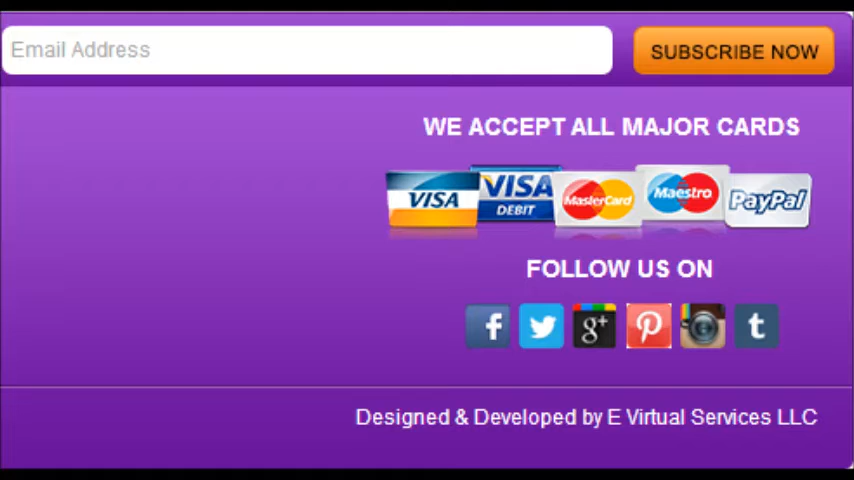 Email Address SUBSCRIBE NOW
WE ACCEPT ALL MAJOR CARDS
VISA VISA DEBIT MasterCard Maestro PayPal
FOLLOW US ON
f g+ P t
Designed & Developed by E Virtual Services LLC